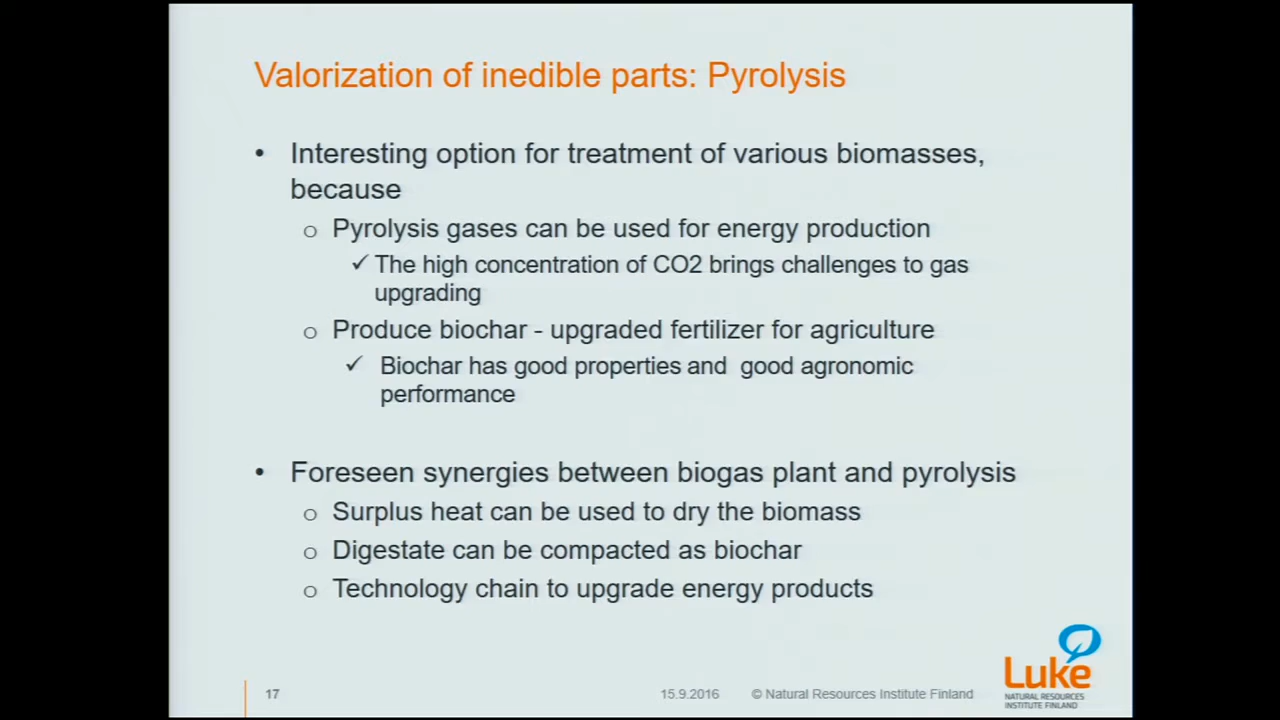 Valorization of inedible parts: Pyrolysis
• Interesting option for treatment of various biomasses,
because
o Pyrolysis gases can be used for energy production
✓ The high concentration of CO2 brings challenges to gas
upgrading
o Produce biochar - upgraded fertilizer for agriculture
✓ Biochar has good properties and good agronomic
performance
• Foreseen synergies between biogas plant and pyrolysis
o Surplus heat can be used to dry the biomass
o Digestate can be compacted as biochar
o Technology chain to upgrade energy products
17
15.9.2016
© Natural Resources Institute Finland
Luke
NATURAL RESOURCES
INSTITUTE FINLAND